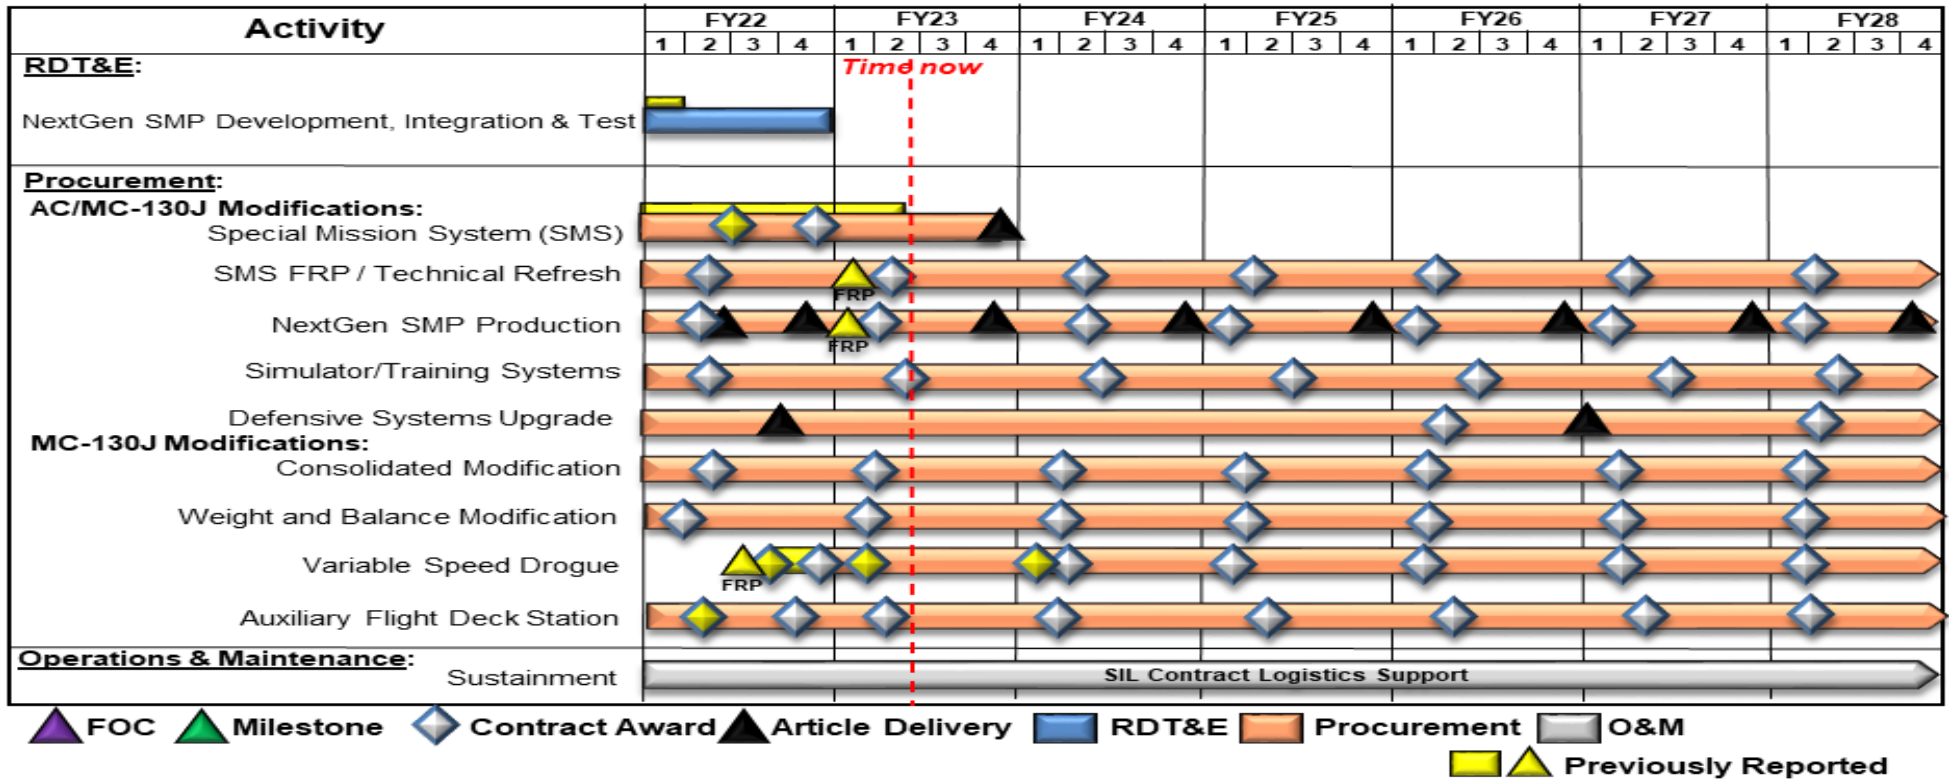 Activity FY22 FY23 FY24 FY25 FY26 FY27 FY28
1 2 3 4 1 2 3 4 1 2 3 4 1 2 3 4 1 2 3 4 1 2 3 4 1 2 3 4
RDT&E: Time now
NextGen SMP Development, Integration & Test
Procurement:
AC/MC-130J Modifications:
Special Mission System (SMS)
SMS FRP / Technical Refresh
FRP
NextGen SMP Production
FRP
Simulator/Training Systems
Defensive Systems Upgrade
MC-130J Modifications:
Consolidated Modification
Weight and Balance Modification
Variable Speed Drogue
FRP
Auxiliary Flight Deck Station
Operations & Maintenance:
Sustainment SIL Contract Logistics Support
FOC Milestone Contract Award Article Delivery RDT&E Procurement O&M
Previously Reported